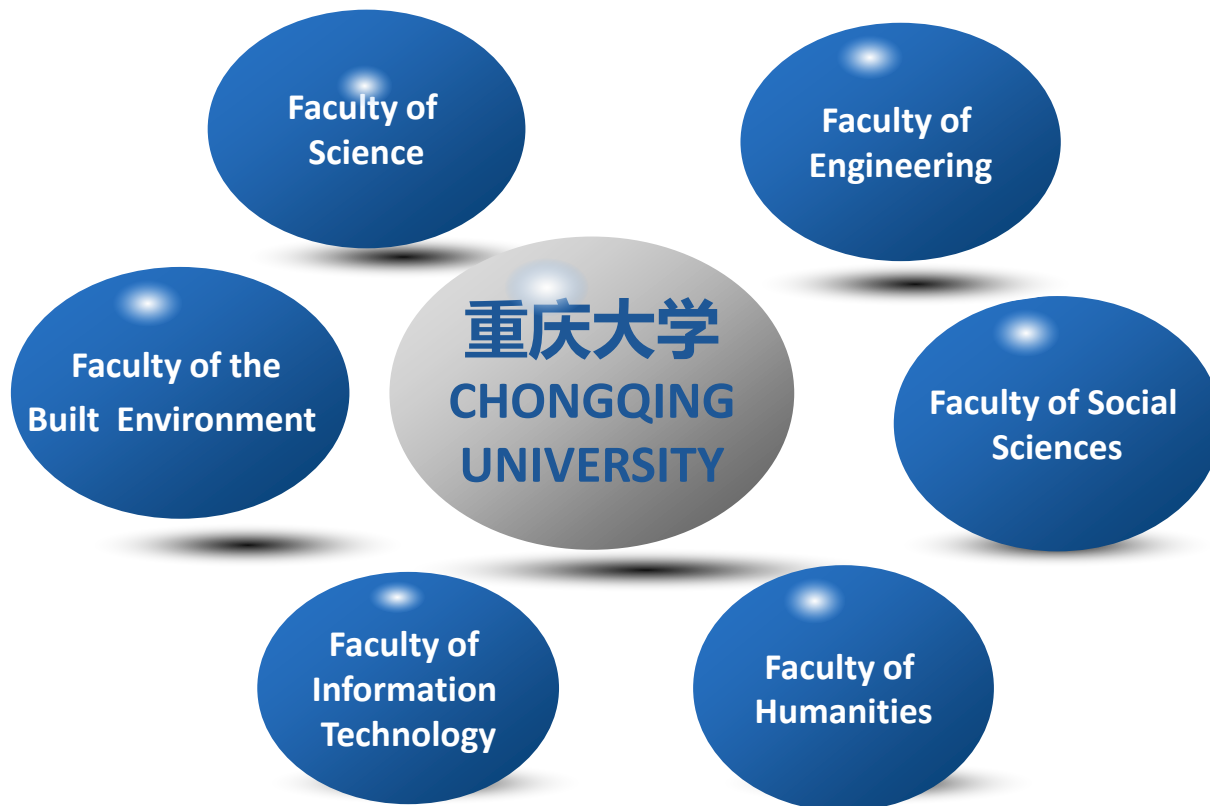 Faculty of
Science
Faculty of
Engineering
重庆大学
CHONGQING
UNIVERSITY
Faculty of the
Built  Environment
Faculty of Social
Sciences
Faculty of
Information
Technology
Faculty of
Humanities